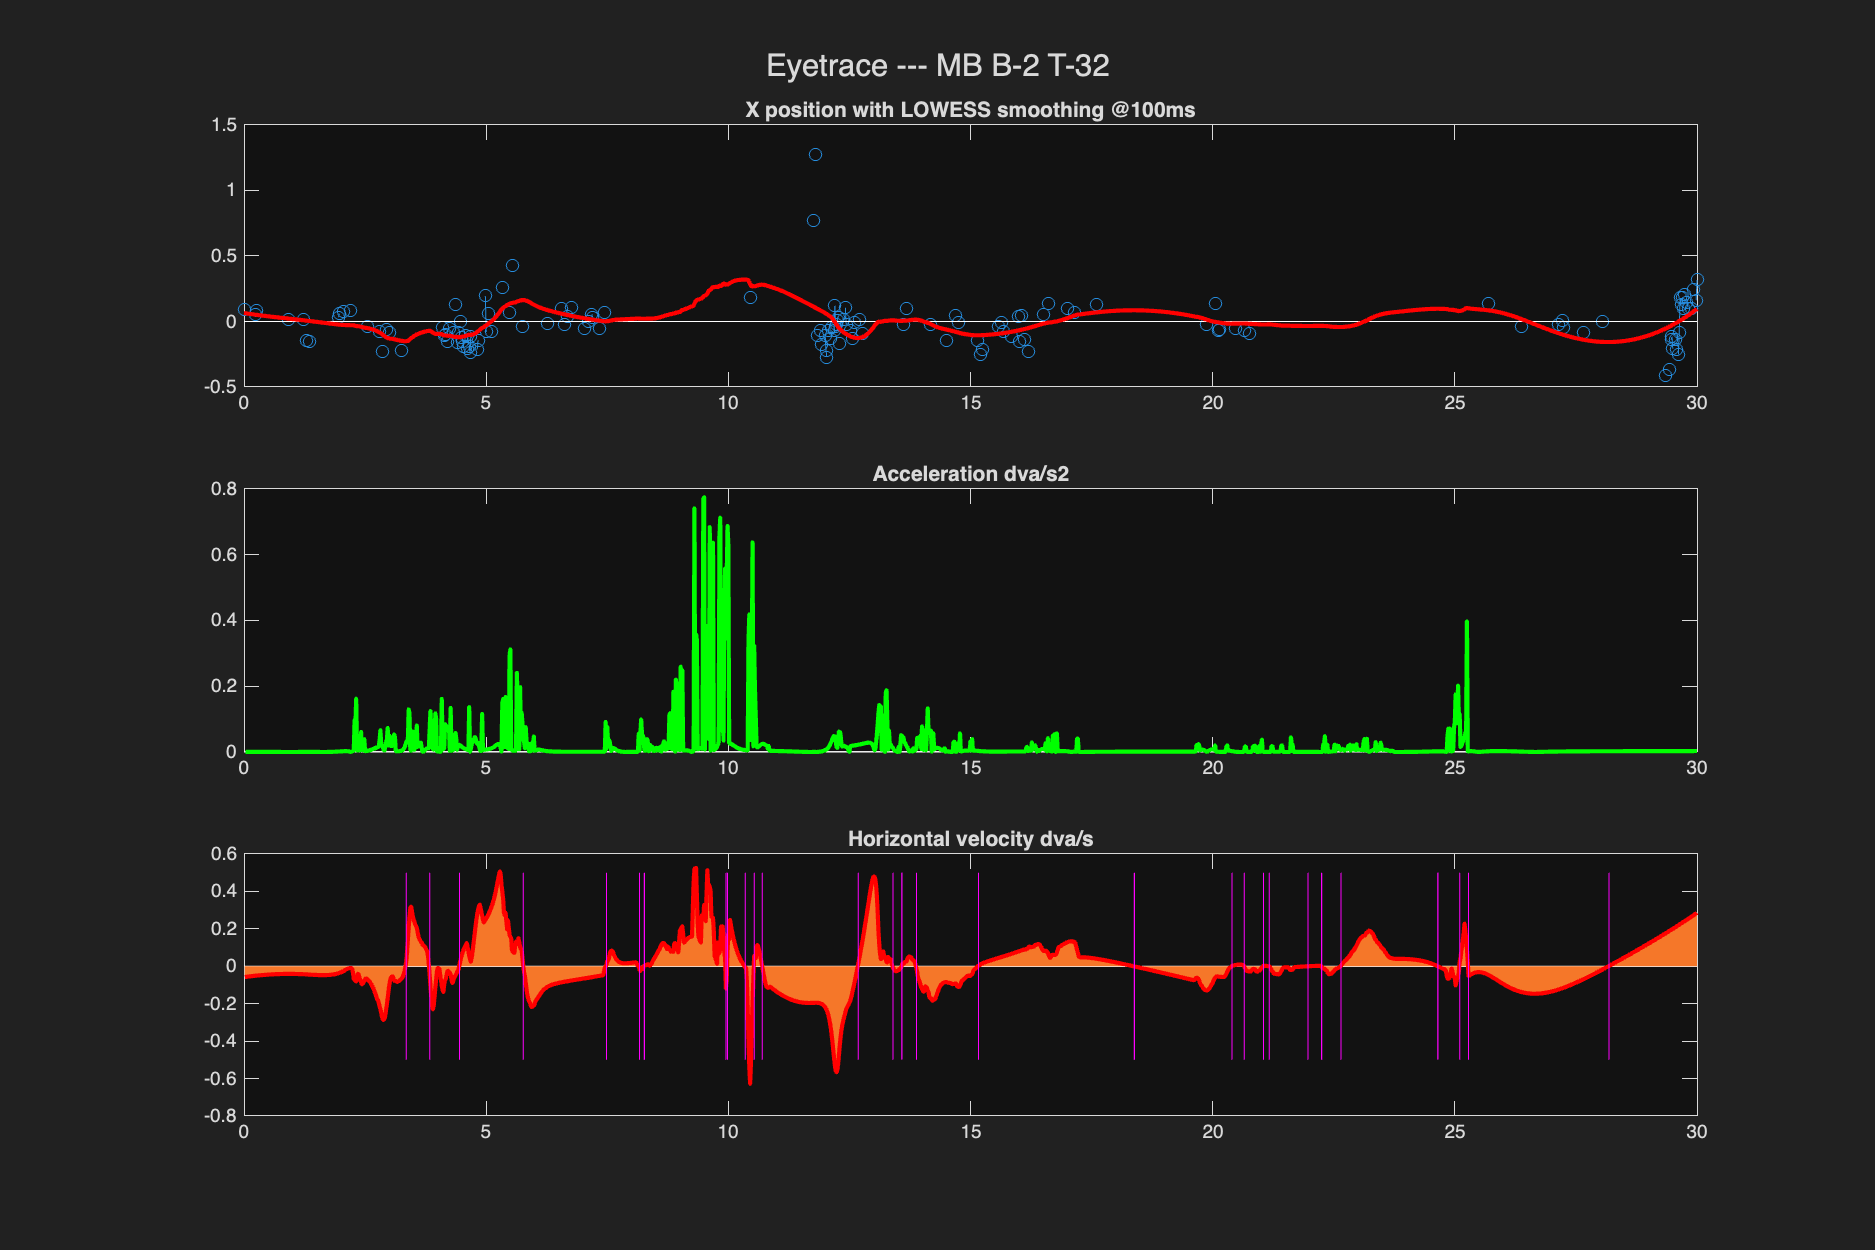 Eyetrace --- MB B-2 T-32
X position with LOWESS smoothing @100ms
1.5
1
0.5
0
-0.5
0 5 10 15 20 25 30
Acceleration dva/s2
0.8
0.6
0.4
0.2
0
0 5 10 15 20 25 30
Horizontal velocity dva/s
0.6
0.4
0.2
0
-0.2
-0.4
-0.6
-0.8
0 5 10 15 20 25 30